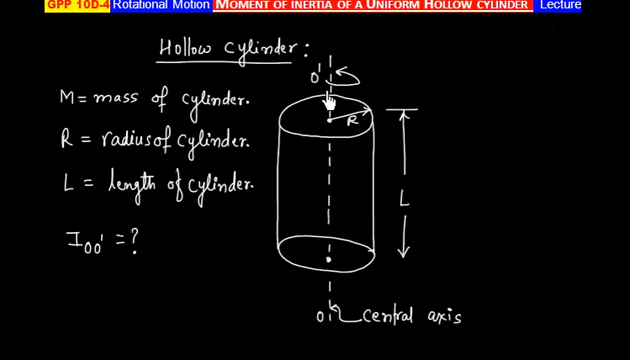 GPP 10D-4 Rotational Motion MOMENT OF INERTIA OF A UNIFORM HOLLOW CYLINDER Lecture
Hollow Cylinder:
O'
M = mass of cylinder.
R
R = radius of cylinder.
L = length of cylinder.
L
I OO' = ?
O
central axis